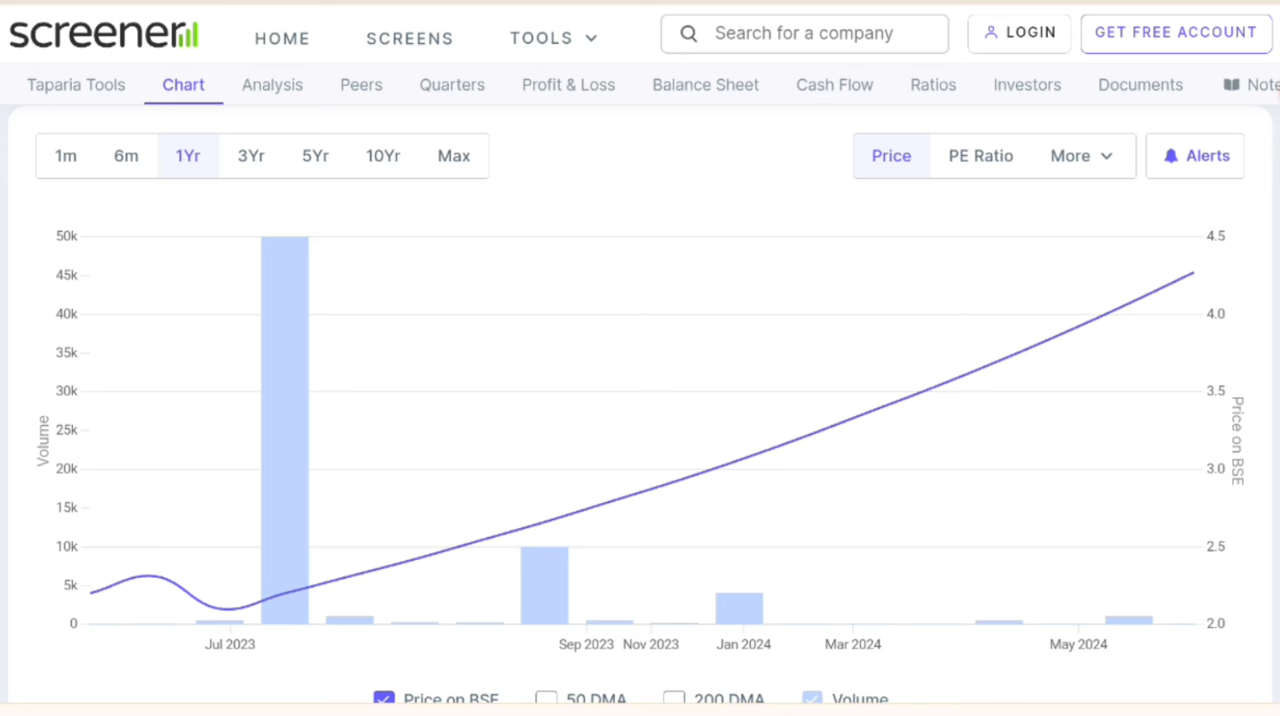 screener
HOME SCREENS TOOLS
Search for a company
LOGIN
GET FREE ACCOUNT
Taparia Tools Chart Analysis Peers Quarters Profit & Loss Balance Sheet Cash Flow Ratios Investors Documents Note
1m 6m 1Yr 3Yr 5Yr 10Yr Max
Price PE Ratio More
Alerts
50k 4.5
45k
40k 4.0
35k
30k 3.5
25k
20k 3.0
15k
10k 2.5
5k
0 2.0
Volume
Price on BSE
Jul 2023 Sep 2023 Nov 2023 Jan 2024 Mar 2024 May 2024
Price on BSE 50 DMA 200 DMA Volume